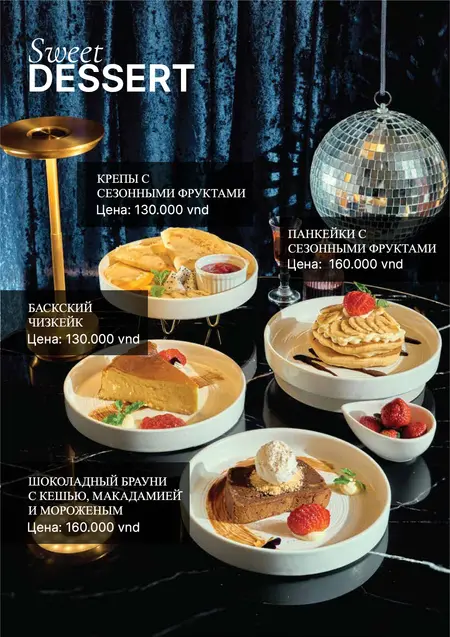 Sweet
DESSERT
КРЕПЫ С
СЕЗОННЫМИ ФРУКТАМИ
Цена: 130.000 vnd
ПАНКЕЙКИ С
СЕЗОННЫМИ ФРУКТАМИ
Цена: 160.000 vnd
БАСКСКИЙ
ЧИЗКЕЙК
Цена: 130.000 vnd
ШОКОЛАДНЫЙ БРАУНИ
С КЕШЬЮ, МАКАДАМИЕЙ
И МОРОЖЕНЫМ
Цена: 160.000 vnd